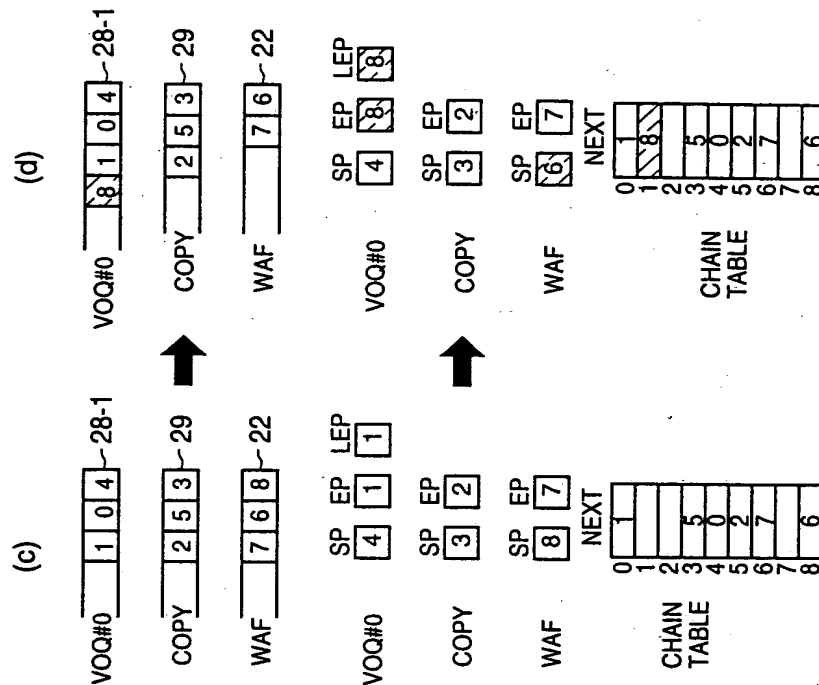 (c)
VOQ#0 1 0 4 28-1
COPY 2 5 3 29
WAF 7 6 8 22
SP EP LEP
VOQ#0 4 1 1
SP EP
COPY 3 2
SP EP
WAF 8 7
NEXT
CHAIN
TABLE
0 1
1
2
3 5
4 0
5 2
6 7
7
8 6
(d)
VOQ#0 8 1 0 4 28-1
COPY 2 5 3 29
WAF 7 6 22
SP EP LEP
VOQ#0 4 8 8
SP EP
COPY 3 2
SP EP
WAF 6 7
NEXT
CHAIN
TABLE
0 1
1 8
2
3 5
4 0
5 2
6 7
7
8 6